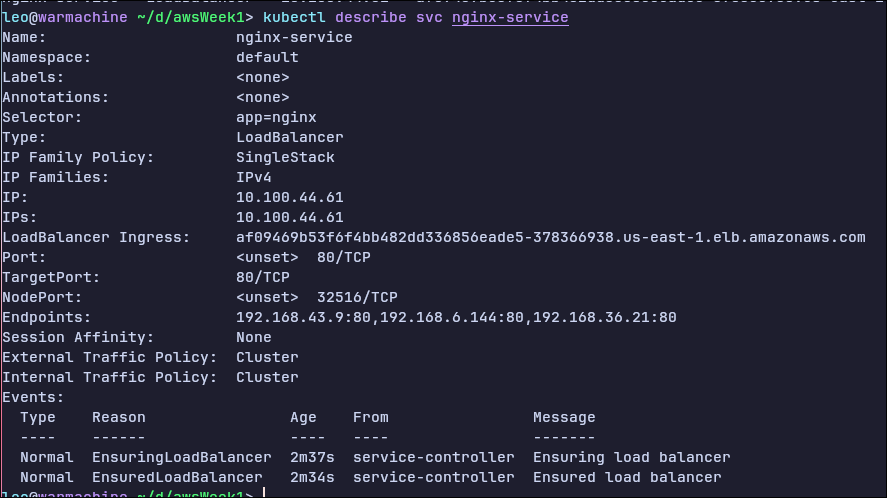 leo@warmachine ~/d/awsWeek1> kubectl describe svc nginx-service
Name:                     nginx-service
Namespace:                default
Labels:                   <none>
Annotations:              <none>
Selector:                 app=nginx
Type:                     LoadBalancer
IP Family Policy:         SingleStack
IP Families:              IPv4
IP:                       10.100.44.61
IPs:                      10.100.44.61
LoadBalancer Ingress:     af09469b53f6f4bb482dd336856eade5-378366938.us-east-1.elb.amazonaws.com
Port:                     <unset>  80/TCP
TargetPort:               80/TCP
NodePort:                 <unset>  32516/TCP
Endpoints:                192.168.43.9:80,192.168.6.144:80,192.168.36.21:80
Session Affinity:         None
External Traffic Policy:  Cluster
Internal Traffic Policy:  Cluster
Events:
  Type    Reason                Age    From                Message
  ----    ------                ----   ----                -------
  Normal  EnsuringLoadBalancer  2m37s  service-controller  Ensuring load balancer
  Normal  EnsuredLoadBalancer   2m34s  service-controller  Ensured load balancer
leo@warmachine ~/d/awsWeek1>